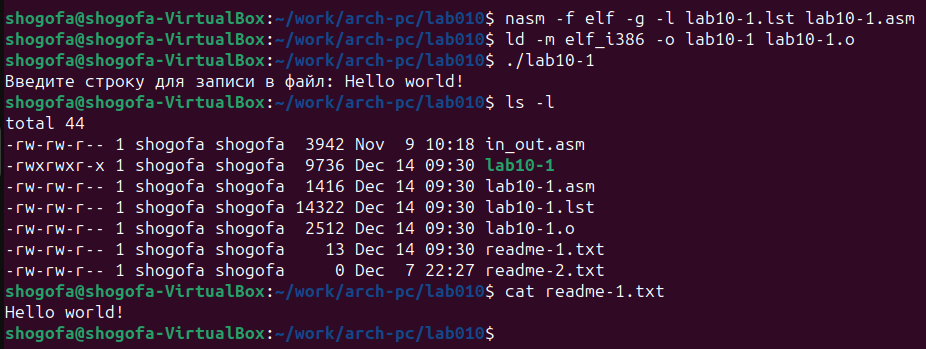 shogofa@shogofa-VirtualBox:~/work/arch-pc/lab010$ nasm -f elf -g -l lab10-1.lst lab10-1.asm
shogofa@shogofa-VirtualBox:~/work/arch-pc/lab010$ ld -m elf_i386 -o lab10-1 lab10-1.o
shogofa@shogofa-VirtualBox:~/work/arch-pc/lab010$ ./lab10-1
Введите строку для записи в файл: Hello world!
shogofa@shogofa-VirtualBox:~/work/arch-pc/lab010$ ls -l
total 44
-rw-rw-r-- 1 shogofa shogofa  3942 Nov  9 10:18 in_out.asm
-rwxrwxr-x 1 shogofa shogofa  9736 Dec 14 09:30 lab10-1
-rw-rw-r-- 1 shogofa shogofa  1416 Dec 14 09:30 lab10-1.asm
-rw-rw-r-- 1 shogofa shogofa 14322 Dec 14 09:30 lab10-1.lst
-rw-rw-r-- 1 shogofa shogofa  2512 Dec 14 09:30 lab10-1.o
-rw-rw-r-- 1 shogofa shogofa    13 Dec 14 09:30 readme-1.txt
-rw-rw-r-- 1 shogofa shogofa     0 Dec  7 22:27 readme-2.txt
shogofa@shogofa-VirtualBox:~/work/arch-pc/lab010$ cat readme-1.txt
Hello world!
shogofa@shogofa-VirtualBox:~/work/arch-pc/lab010$